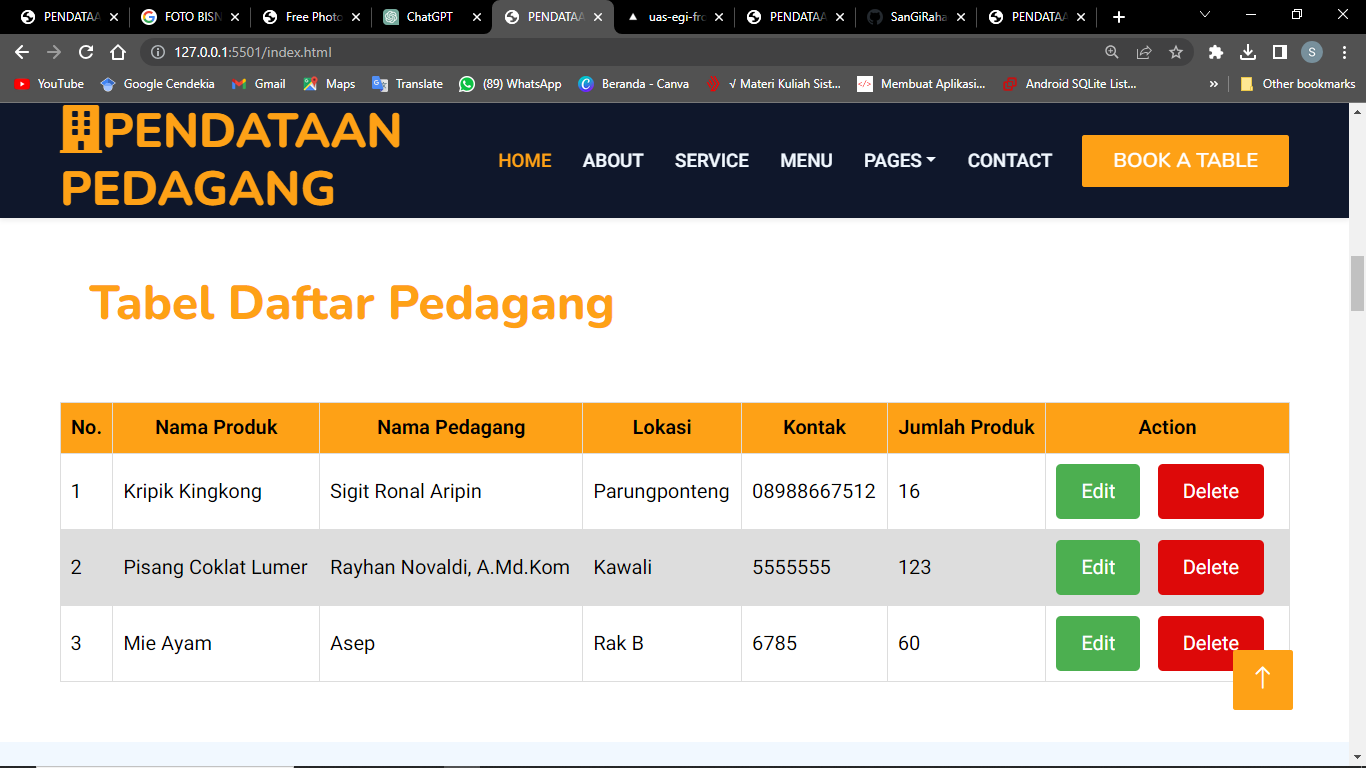 PENDATAA
FOTO BISN
Free Photo
ChatGPT
PENDATAA
uas-egi-fro
PENDATAA
SanGiRaha
PENDATAA
127.0.0.1:5501/index.html
S
YouTube
Google Cendekia
Gmail
Maps
Translate
(89) WhatsApp
Beranda - Canva
√ Materi Kuliah Sist...
Membuat Aplikasi...
Android SQLite List...
»
Other bookmarks
PENDATAAN
PEDAGANG
HOME ABOUT SERVICE MENU PAGES CONTACT BOOK A TABLE
Tabel Daftar Pedagang
No. Nama Produk Nama Pedagang Lokasi Kontak Jumlah Produk Action
1 Kripik Kingkong Sigit Ronal Aripin Parungponteng 08988667512 16 Edit Delete
2 Pisang Coklat Lumer Rayhan Novaldi, A.Md.Kom Kawali 5555555 123 Edit Delete
3 Mie Ayam Asep Rak B 6785 60 Edit Delete